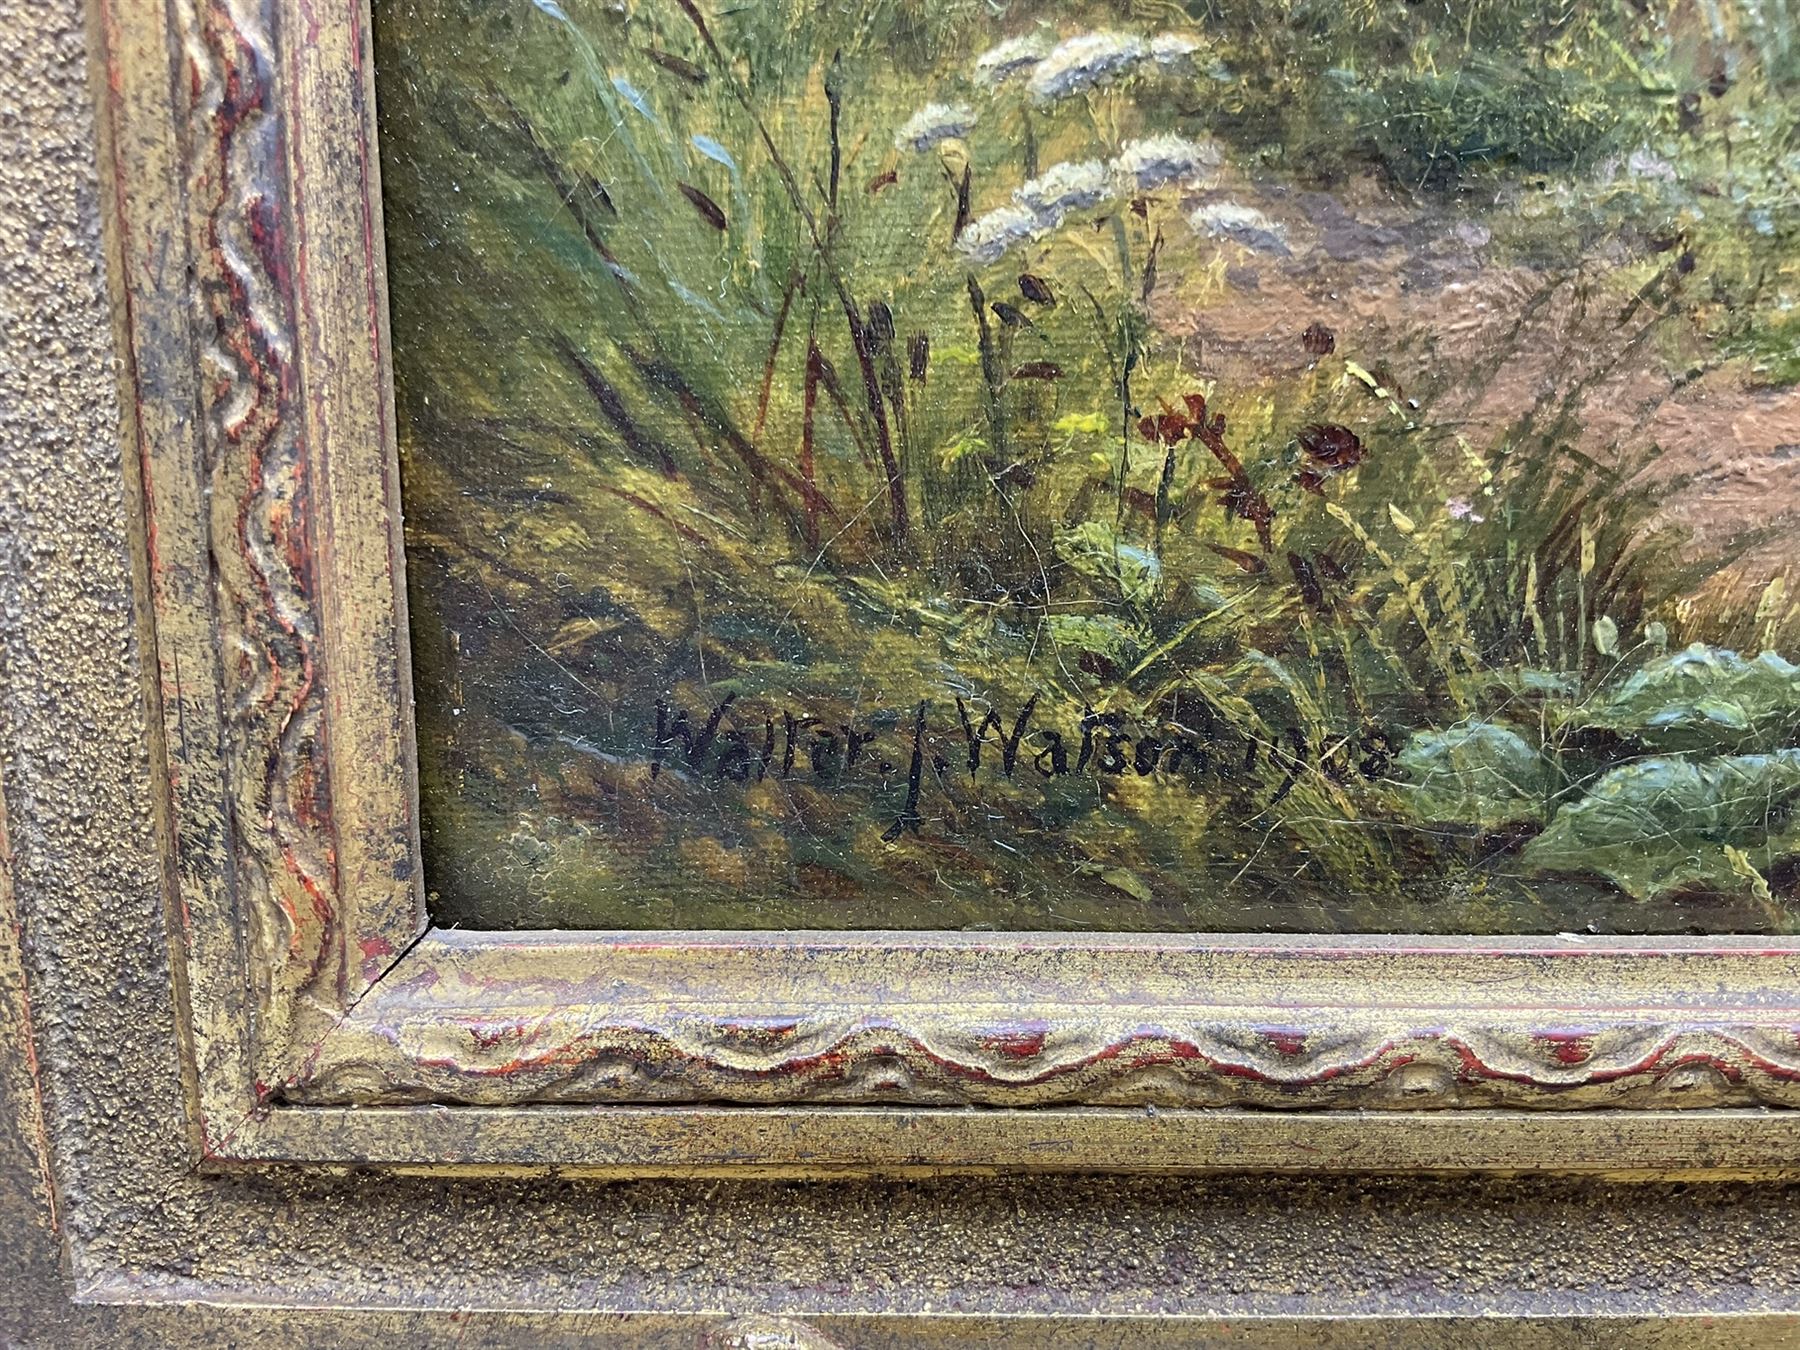 Walter. J. Watson. 1908.